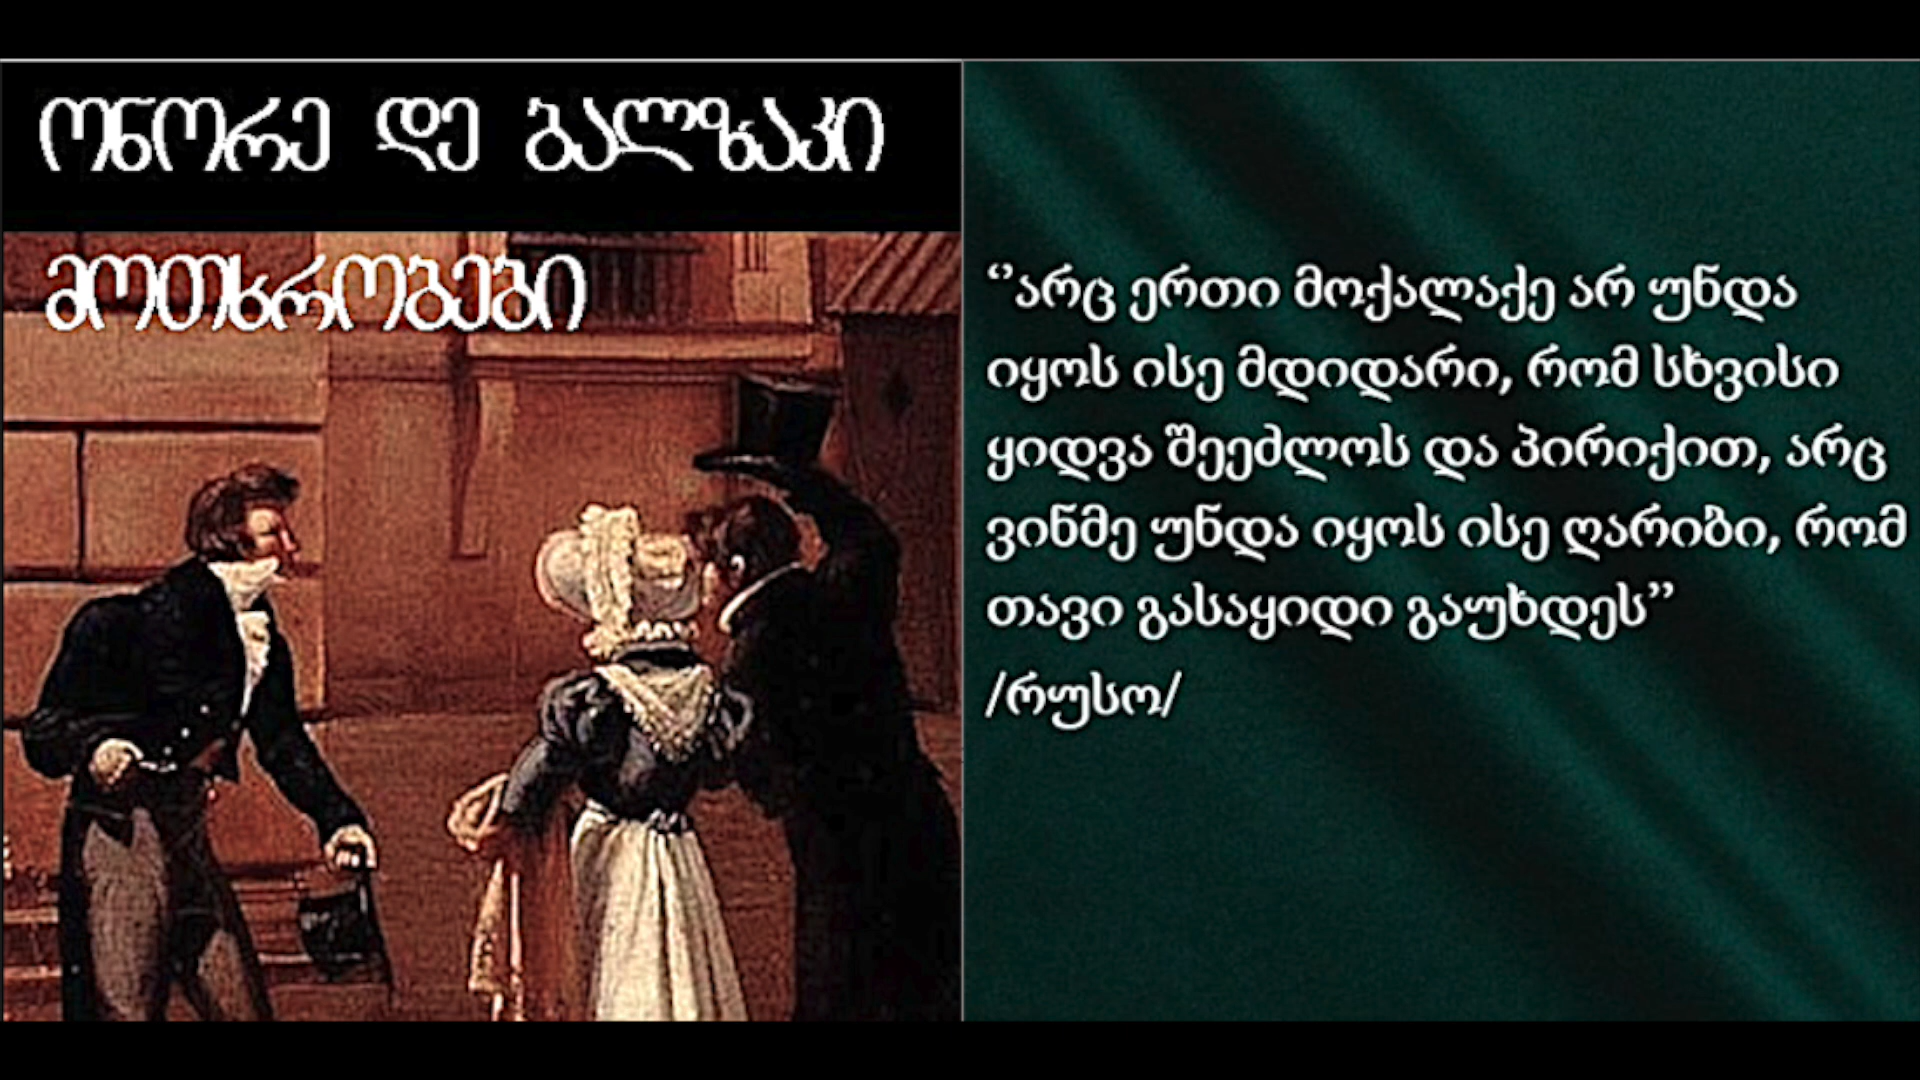 ონორე დე ბალზაკი
მოთხრობები
‘’არც ერთი მოქალაქე არ უნდა
იყოს ისე მდიდარი, რომ სხვისი
ყიდვა შეეძლოს და პირიქით, არც
ვინმე უნდა იყოს ისე ღარიბი, რომ
თავი გასაყიდი გაუხდეს’’
/რუსო/